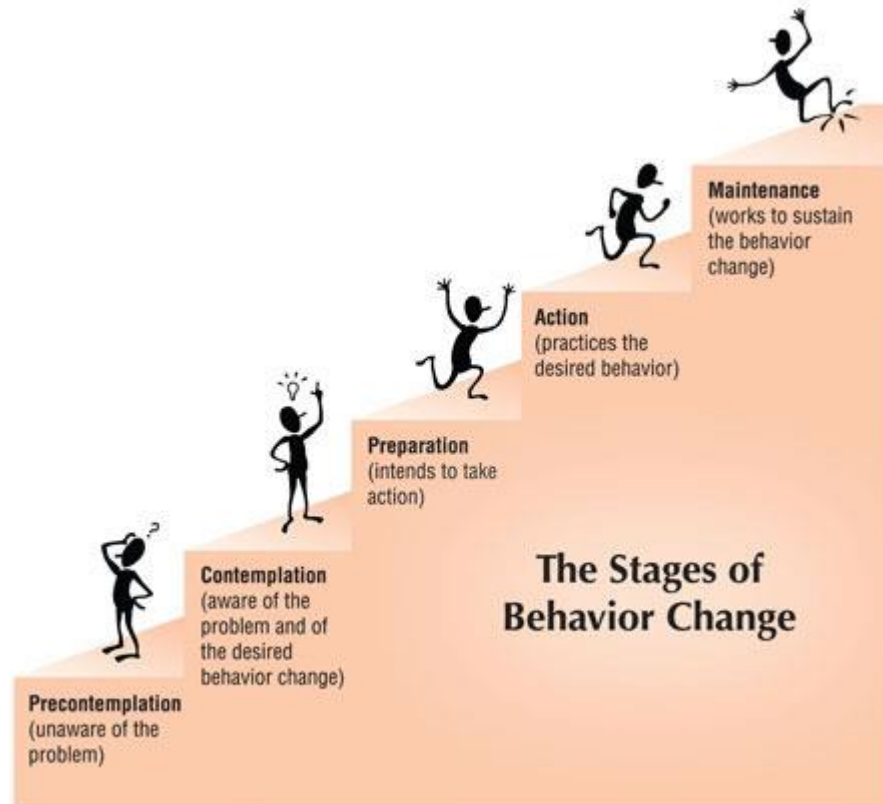 Maintenance
(works to sustain
the behavior
change)
Action
(practices the
desired behavior)
Preparation
(intends to take
action)
Contemplation
(aware of the
problem and of
the desired
behavior change)
Precontemplation
(unaware of the
problem)
The Stages of
Behavior Change
?